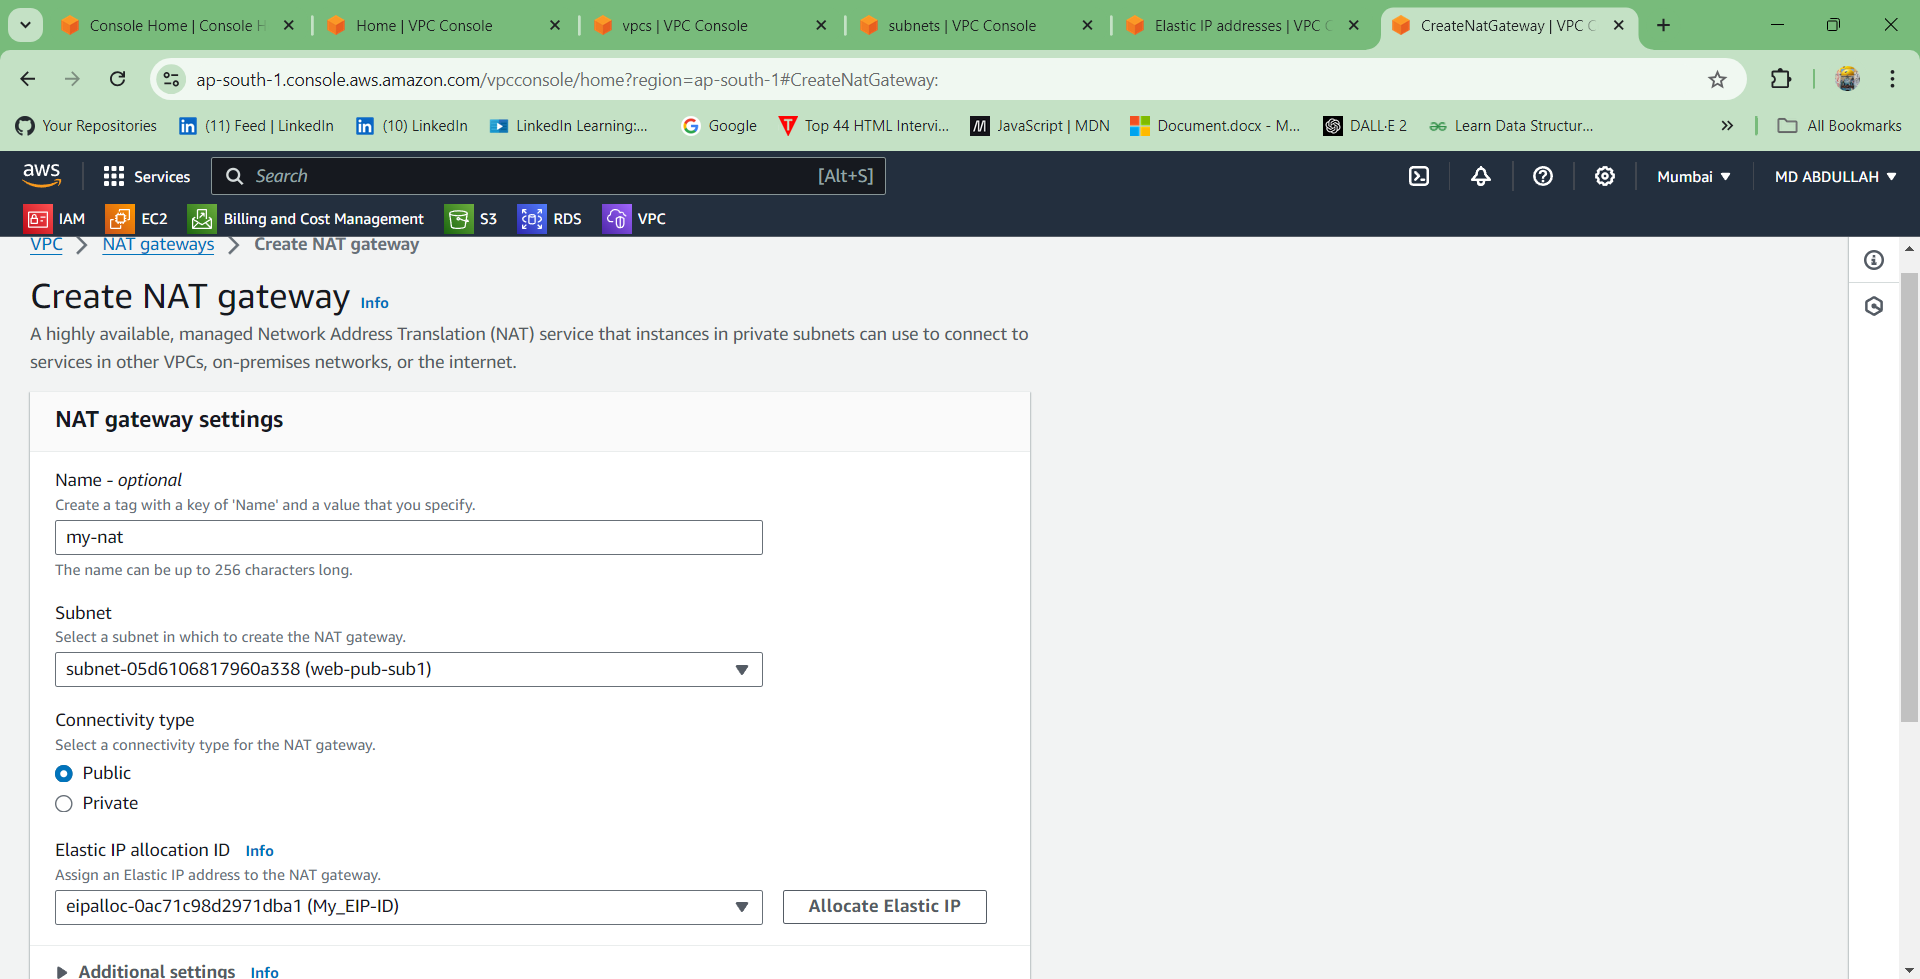 Console Home | Console H
Home | VPC Console
vpcs | VPC Console
subnets | VPC Console
Elastic IP addresses | VPC C
CreateNatGateway | VPC C
ap-south-1.console.aws.amazon.com/vpcconsole/home?region=ap-south-1#CreateNatGateway:
Your Repositories
(11) Feed | LinkedIn
(10) LinkedIn
LinkedIn Learning:...
Google
Top 44 HTML Intervi...
JavaScript | MDN
Document.docx - M...
DALL·E 2
Learn Data Structur...
All Bookmarks
aws
Services
Search
[Alt+S]
Mumbai
MD ABDULLAH
IAM
EC2
Billing and Cost Management
S3
RDS
VPC
VPC
NAT gateways
Create NAT gateway
Create NAT gateway Info
A highly available, managed Network Address Translation (NAT) service that instances in private subnets can use to connect to
services in other VPCs, on-premises networks, or the internet.
NAT gateway settings
Name - optional
Create a tag with a key of 'Name' and a value that you specify.
my-nat
The name can be up to 256 characters long.
Subnet
Select a subnet in which to create the NAT gateway.
subnet-05d6106817960a338 (web-pub-sub1)
Connectivity type
Select a connectivity type for the NAT gateway.
Public
Private
Elastic IP allocation ID Info
Assign an Elastic IP address to the NAT gateway.
eipalloc-0ac71c98d2971dba1 (My_EIP-ID)
Allocate Elastic IP
Additional settings Info